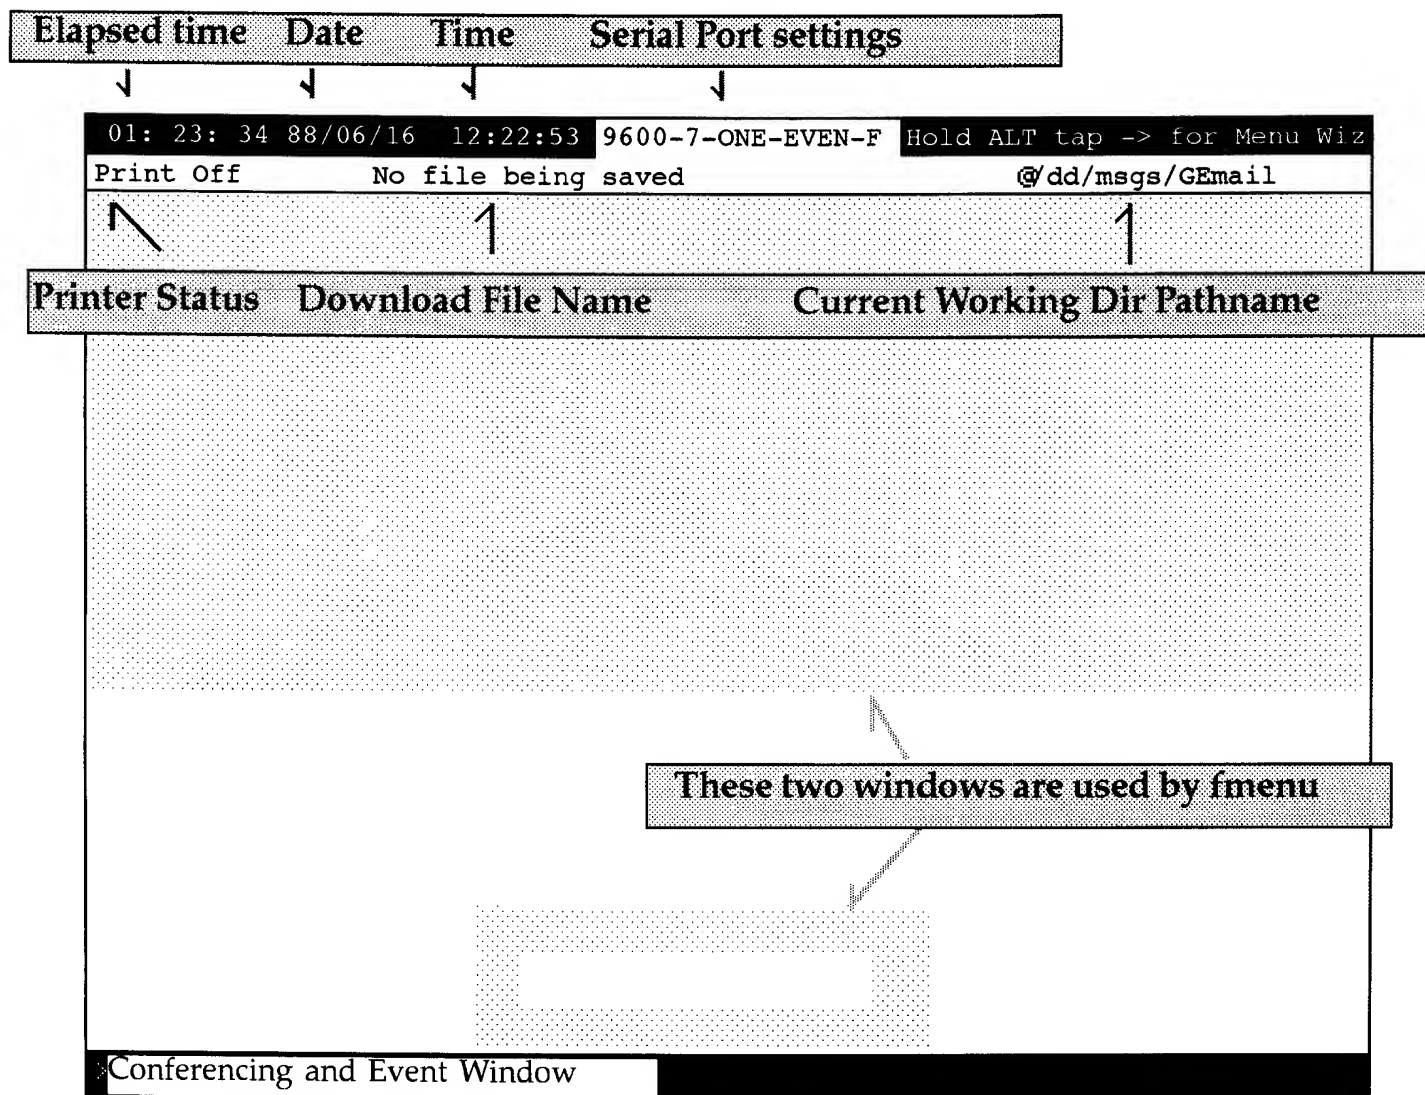 Elapsed time Date Time Serial Port settings
01: 23: 34 88/06/16 12:22:53 9600-7-ONE-EVEN-F Hold ALT tap -> for Menu Wiz
Print Off No file being saved @/dd/msgs/GEmail
Printer Status Download File Name Current Working Dir Pathname
These two windows are used by fmenu
Conferencing and Event Window